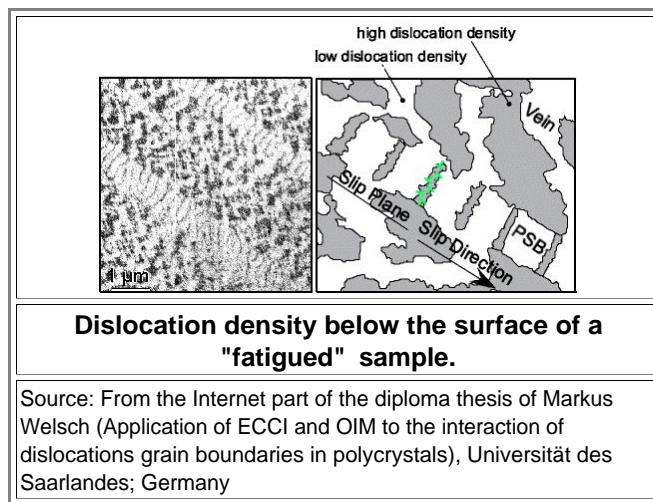 high dislocation density
low dislocation density
Vein
Slip Plane Slip Direction
PSB
1 µm
Dislocation density below the surface of a
"fatigued" sample.
Source: From the Internet part of the diploma thesis of Markus
Welsch (Application of ECCI and OIM to the interaction of
dislocations grain boundaries in polycrystals), Universität des
Saarlandes; Germany